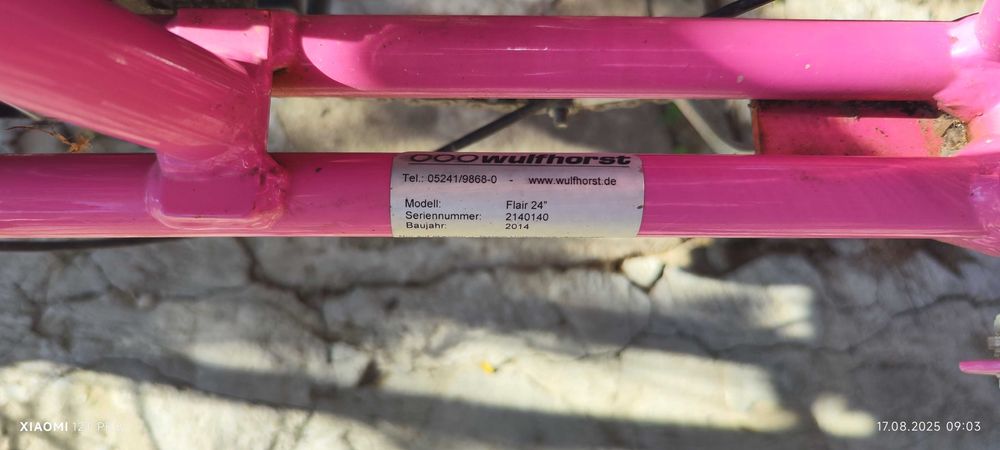 wulfhorst
Tel.: 05241/9868-0 - www.wulfhorst.de
Modell: Flair 24"
Seriennummer: 2140140
Baujahr: 2014
XIAOMI 12T
17.08.2025 09:03